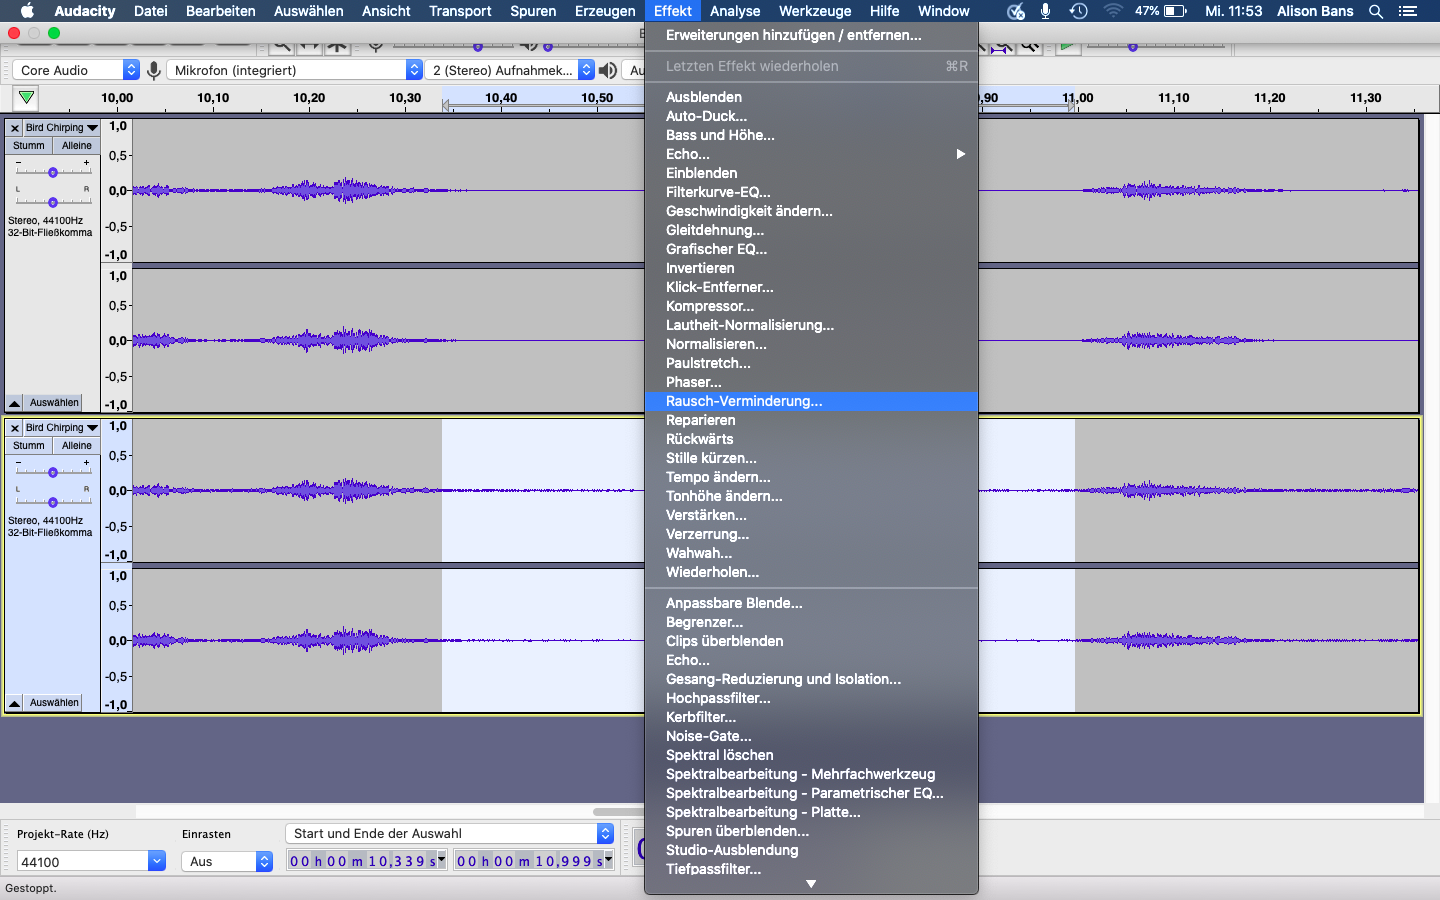 Audacity Datei Bearbeiten Auswählen Ansicht Transport Spuren Erzeugen Effekt Analyse Werkzeuge Hilfe Window 47% Mi. 11:53 Alison Bans
Erweiterungen hinzufügen / entfernen...
Letzten Effekt wiederholen ⌘R
Ausblenden
Auto-Duck...
Bass und Höhe...
Echo...
Einblenden
Filterkurve-EQ...
Geschwindigkeit ändern...
Gleitdehnung...
Grafischer EQ...
Invertieren
Klick-Entferner...
Kompressor...
Lautheit-Normalisierung...
Normalisieren...
Paulstretch...
Phaser...
Rausch-Verminderung...
Reparieren
Rückwärts
Stille kürzen...
Tempo ändern...
Tonhöhe ändern...
Verstärken...
Verzerrung...
Wahwah...
Wiederholen...
Anpassbare Blende...
Begrenzer...
Clips überblenden
Echo...
Gesang-Reduzierung und Isolation...
Hochpassfilter...
Kerbfilter...
Noise-Gate...
Spektral löschen
Spektralbearbeitung - Mehrfachwerkzeug
Spektralbearbeitung - Parametrischer EQ...
Spektralbearbeitung - Platte...
Spuren überblenden...
Studio-Ausblendung
Tiefpassfilter...
Core Audio Mikrofon (integriert) 2 (Stereo) Aufnahmek... Au
10,00 10,10 10,20 10,30 10,40 10,50 ,90 11,00 11,10 11,20 11,30
Bird Chirping
Stumm Alleine
- +
L R
Stereo, 44100Hz
32-Bit-Fließkomma
Auswählen
1,0
0,5
0,0
-0,5
-1,0
1,0
0,5
0,0
-0,5
-1,0
Bird Chirping
Stumm Alleine
- +
L R
Stereo, 44100Hz
32-Bit-Fließkomma
Auswählen
1,0
0,5
0,0
-0,5
-1,0
1,0
0,5
0,0
-0,5
-1,0
Projekt-Rate (Hz) Einrasten Start und Ende der Auswahl
44100 Aus 00 h 00 m 10,339 s 00 h 00 m 10,999 s
Gestoppt.